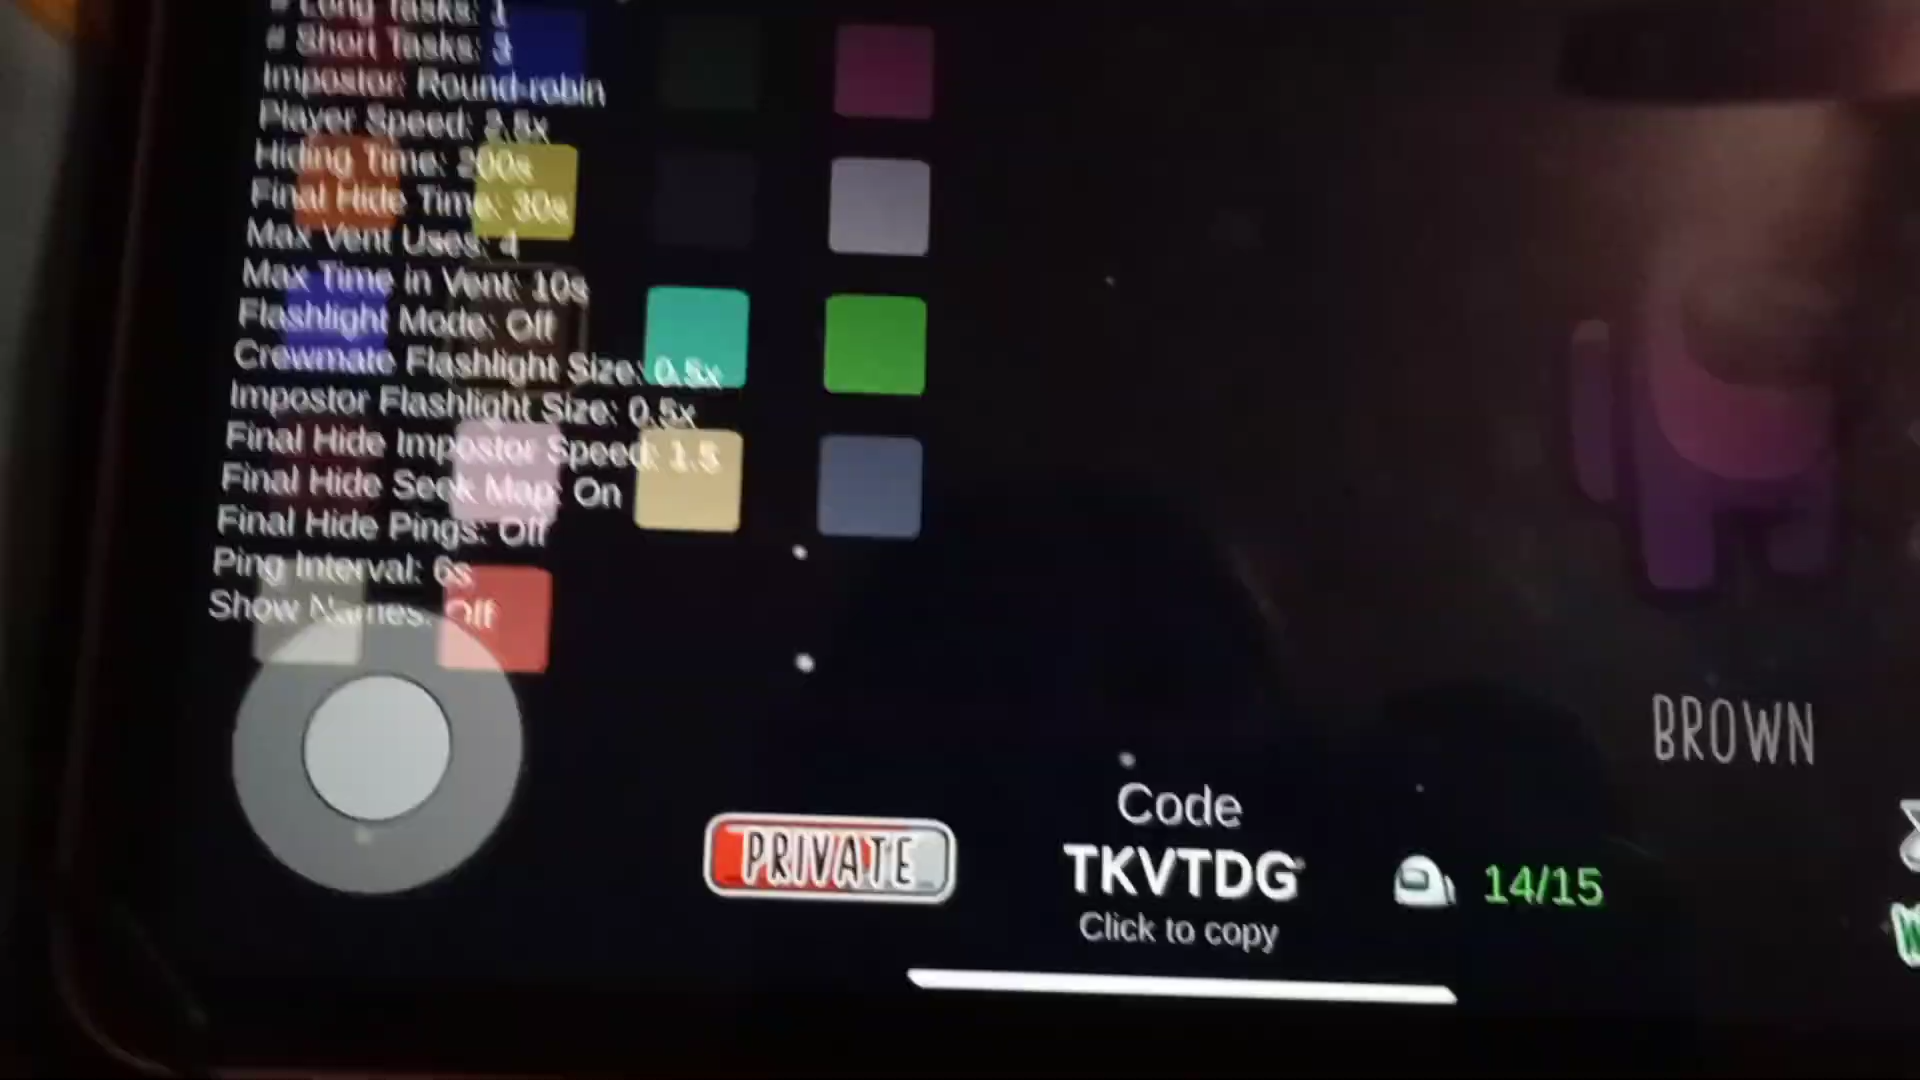 # Long Tasks: 1
# Short Tasks: 3
Impostor: Round-robin
Player Speed: 2.5x
Hiding Time: 200s
Final Hide Time: 30s
Max Vent Uses: 4
Max Time in Vent: 10s
Flashlight Mode: Off
Crewmate Flashlight Size: 0.5x
Impostor Flashlight Size: 0.5x
Final Hide Impostor Speed: 1.5
Final Hide Seek Map: On
Final Hide Pings: Off
Ping Interval: 6s
Show Names: Off
BROWN
Code
PRIVATE
TKVTDG
14/15
Click to copy